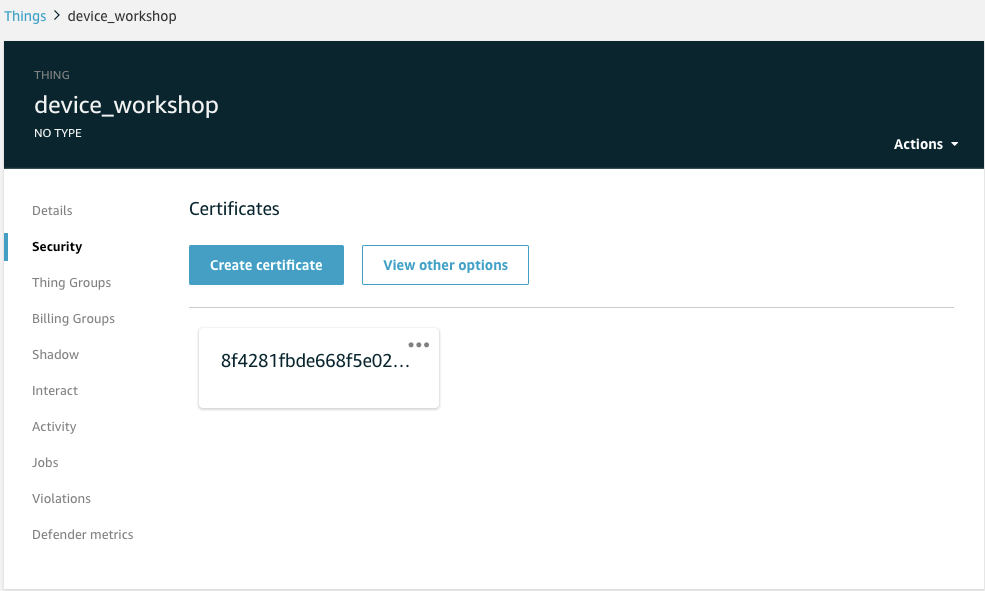 Things > device_workshop
THING
device_workshop
NO TYPE
Actions
Details
Security
Thing Groups
Billing Groups
Shadow
Interact
Activity
Jobs
Violations
Defender metrics
Certificates
Create certificate
View other options
8f4281fbde668f5e02...